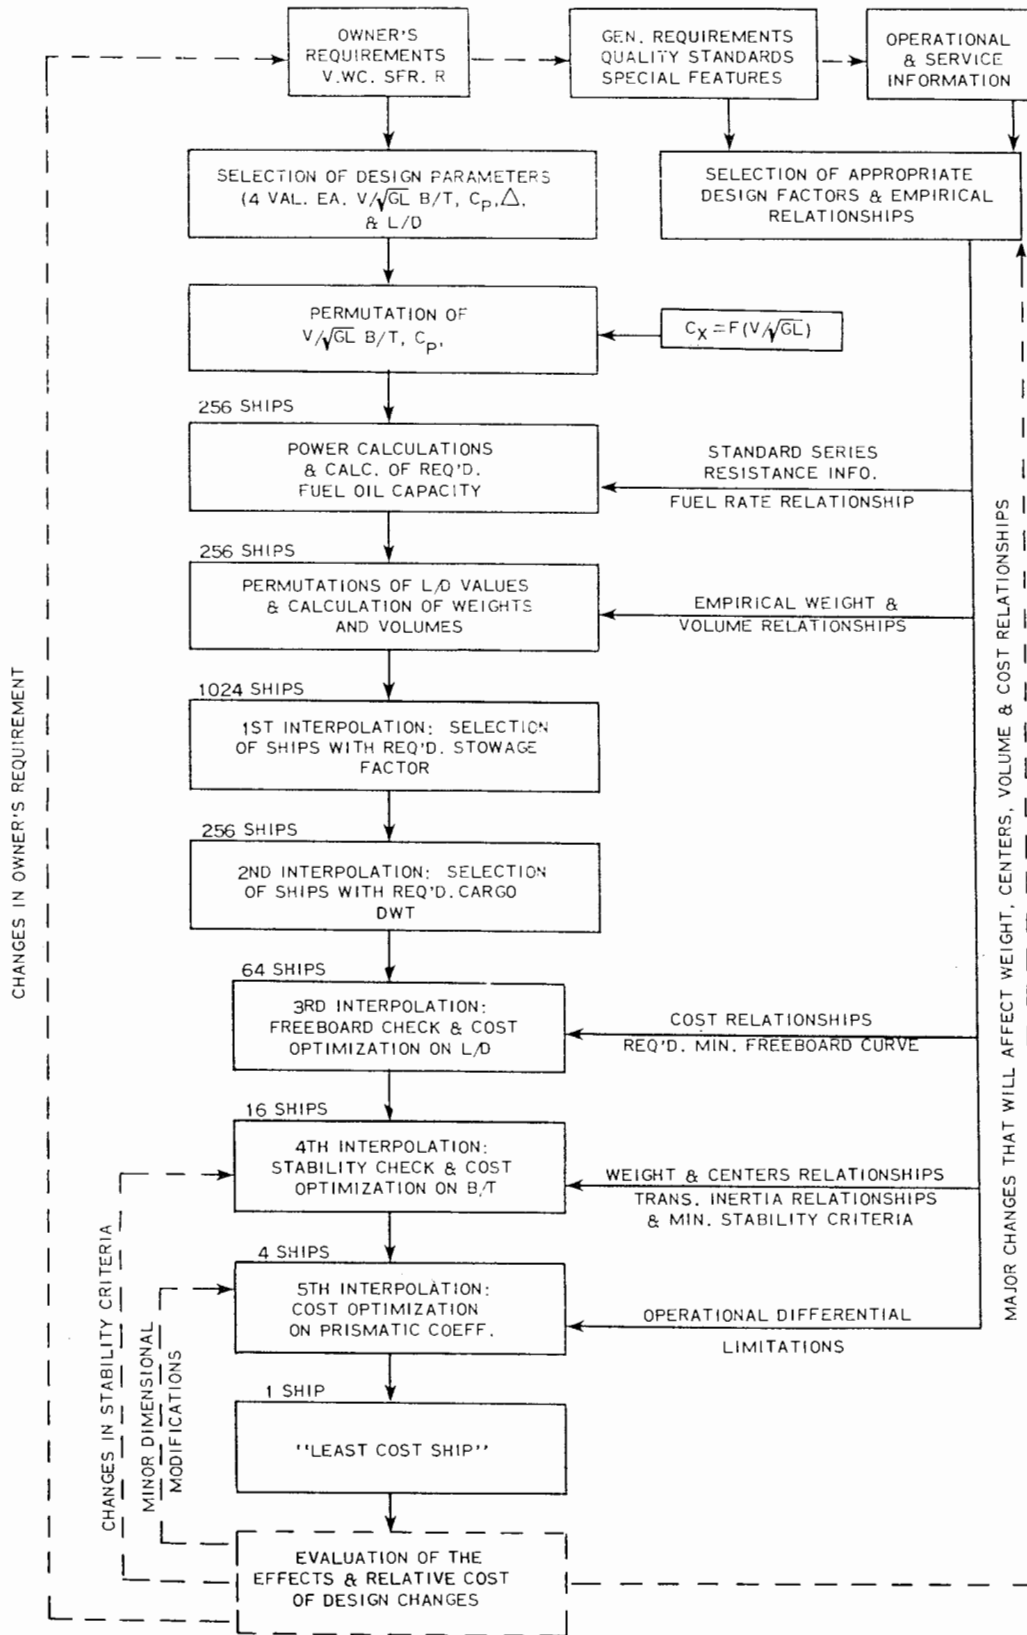 OWNER'S
REQUIREMENTS
V.WC. SFR. R
GEN. REQUIREMENTS
QUALITY STANDARDS
SPECIAL FEATURES
OPERATIONAL
& SERVICE
INFORMATION
SELECTION OF DESIGN PARAMETERS
(4 VAL. EA. V/√GL B/T, Cp,△,
& L/D
SELECTION OF APPROPRIATE
DESIGN FACTORS & EMPIRICAL
RELATIONSHIPS
PERMUTATION OF
V/√GL B/T, Cp,
CX = F(V/√GL)
256 SHIPS
POWER CALCULATIONS
& CALC. OF REQ'D.
FUEL OIL CAPACITY
STANDARD SERIES
RESISTANCE INFO.
FUEL RATE RELATIONSHIP
256 SHIPS
PERMUTATIONS OF L/D VALUES
& CALCULATION OF WEIGHTS
AND VOLUMES
EMPIRICAL WEIGHT &
VOLUME RELATIONSHIPS
1024 SHIPS
1ST INTERPOLATION: SELECTION
OF SHIPS WITH REQ'D. STOWAGE
FACTOR
256 SHIPS
2ND INTERPOLATION: SELECTION
OF SHIPS WITH REQ'D. CARGO
DWT
64 SHIPS
3RD INTERPOLATION:
FREEBOARD CHECK & COST
OPTIMIZATION ON L/D
COST RELATIONSHIPS
REQ'D. MIN. FREEBOARD CURVE
16 SHIPS
4TH INTERPOLATION:
STABILITY CHECK & COST
OPTIMIZATION ON B/T
WEIGHT & CENTERS RELATIONSHIPS
TRANS. INERTIA RELATIONSHIPS
& MIN. STABILITY CRITERIA
4 SHIPS
5TH INTERPOLATION:
COST OPTIMIZATION
ON PRISMATIC COEFF.
OPERATIONAL DIFFERENTIAL
LIMITATIONS
1 SHIP
"LEAST COST SHIP"
EVALUATION OF THE
EFFECTS & RELATIVE COST
OF DESIGN CHANGES
CHANGES IN OWNER'S REQUIREMENT
CHANGES IN STABILITY CRITERIA
MINOR DIMENSIONAL
MODIFICATIONS
MAJOR CHANGES THAT WILL AFFECT WEIGHT, CENTERS, VOLUME & COST RELATIONSHIPS